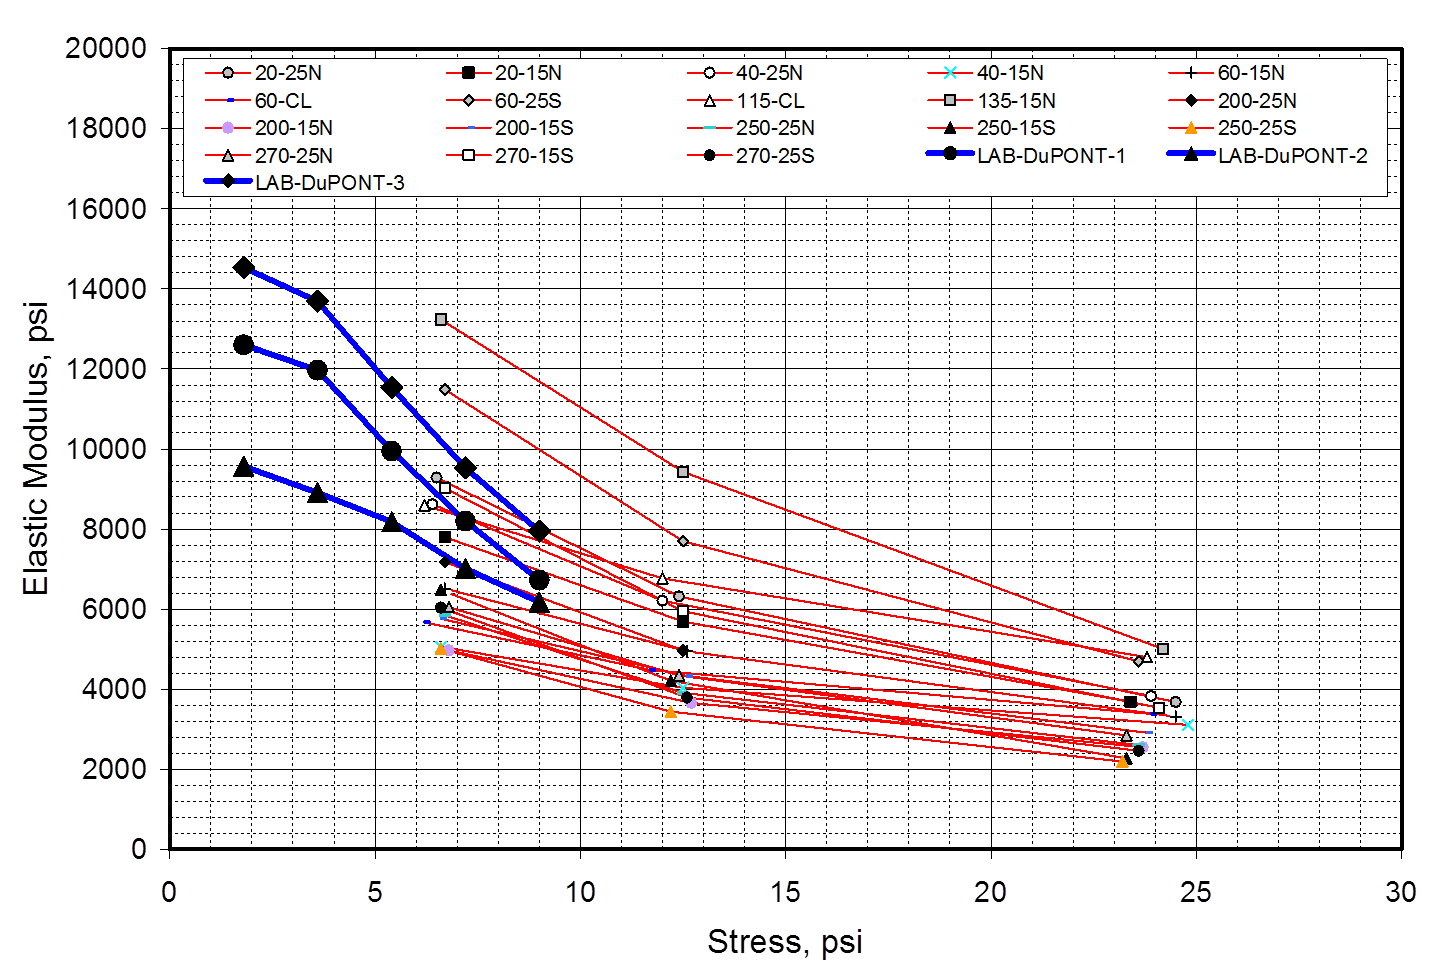 20000
18000
16000
14000
12000
10000
8000
6000
4000
2000
0
Elastic Modulus, psi
20-25N 20-15N 40-25N 40-15N 60-15N
60-CL 60-25S 115-CL 135-15N 200-25N
200-15N 200-15S 250-25N 250-15S 250-25S
270-25N 270-15S 270-25S LAB-DuPONT-1 LAB-DuPONT-2
LAB-DuPONT-3
0 5 10 15 20 25 30
Stress, psi